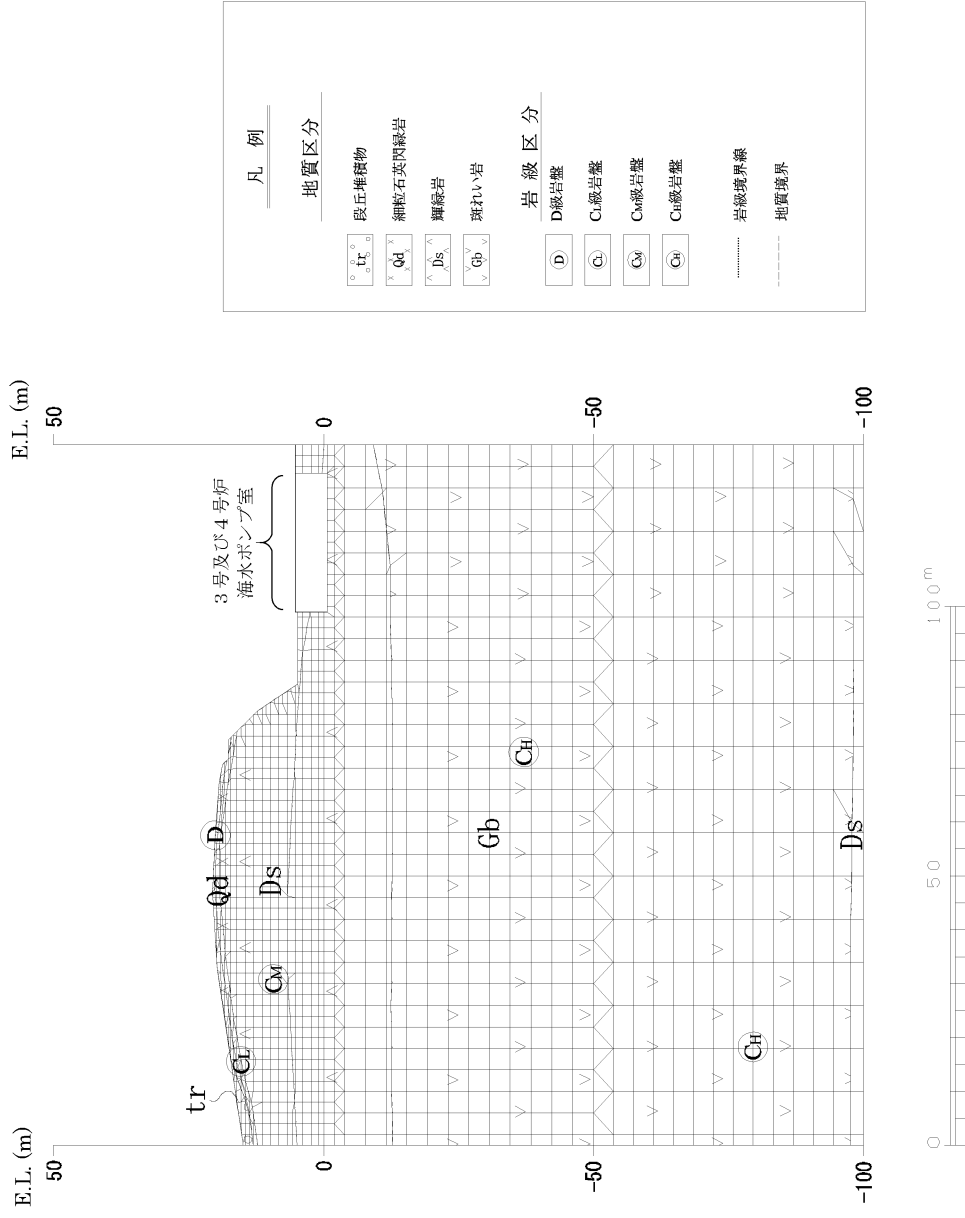 凡　例
地質区分
tr 段丘堆積物
Qd 細粒石英閃緑岩
Ds 輝緑岩
Gb 斑れい岩
岩級区分
D D級岩盤
CL CL級岩盤
CM CM級岩盤
CH CH級岩盤
岩級境界線
地質境界
E.L. (m)
50
0
-50
-100
E.L. (m)
50
0
-50
-100
3号及び4号炉
海水ポンプ室
tr
CL
CM
Qd
Ds
D
Gb
CH
CH
Ds
0
50
100m